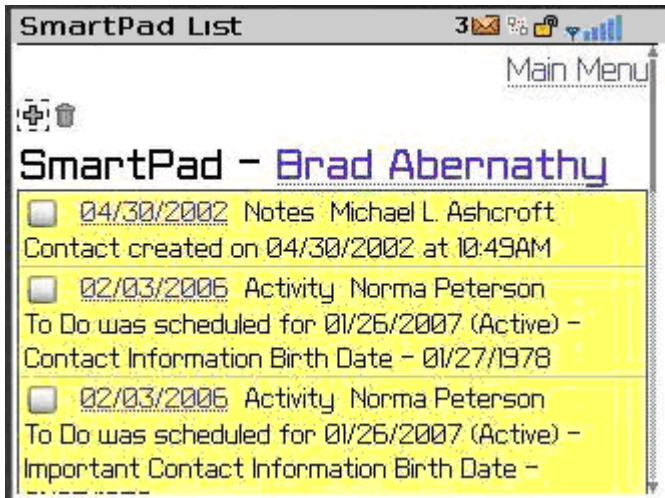 SmartPad List 3
Main Menu
SmartPad - Brad Abernathy
04/30/2002 Notes Michael L. Ashcroft
Contact created on 04/30/2002 at 10:49AM
02/03/2006 Activity Norma Peterson
To Do was scheduled for 01/26/2007 (Active) -
Contact Information Birth Date - 01/27/1978
02/03/2006 Activity Norma Peterson
To Do was scheduled for 01/26/2007 (Active) -
Important Contact Information Birth Date -